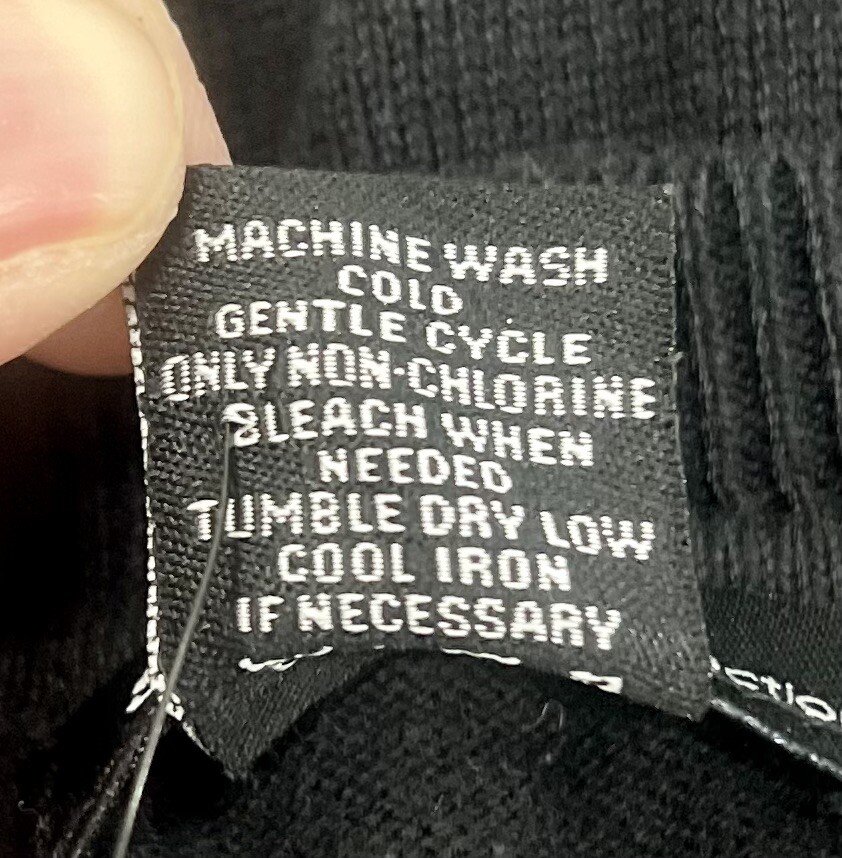 MACHINE WASH
COLD
GENTLE CYCLE
ONLY NON-CHLORINE
BLEACH WHEN
NEEDED
TUMBLE DRY LOW
COOL IRON
IF NECESSARY